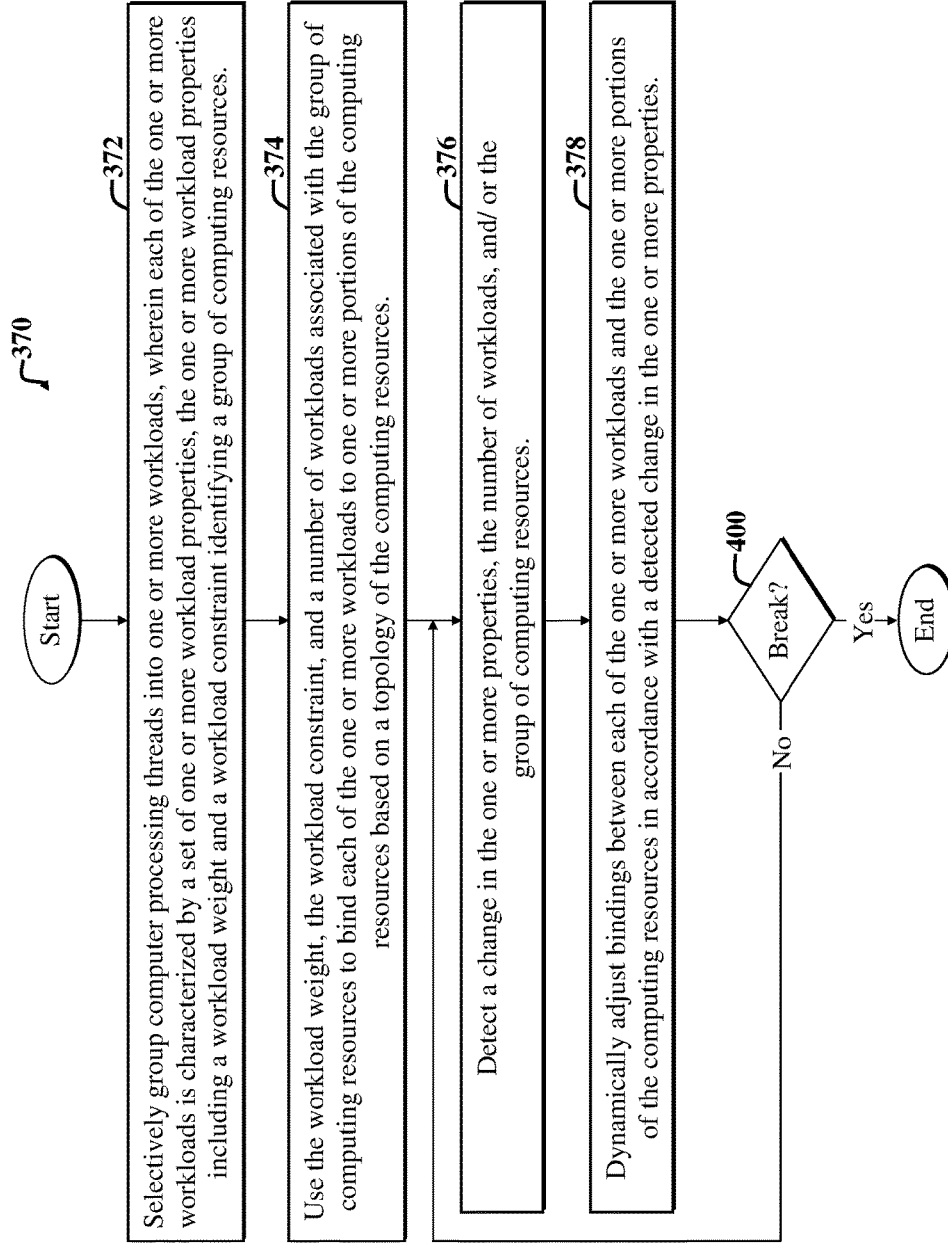 370
Start
372
Selectively group computer processing threads into one or more workloads, wherein each of the one or more
workloads is characterized by a set of one or more workload properties, the one or more workload properties
including a workload weight and a workload constraint identifying a group of computing resources.
374
Use the workload weight, the workload constraint, and a number of workloads associated with the group of
computing resources to bind each of the one or more workloads to one or more portions of the computing
resources based on a topology of the computing resources.
376
Detect a change in the one or more properties, the number of workloads, and/ or the
group of computing resources.
378
Dynamically adjust bindings between each of the one or more workloads and the one or more portions
of the computing resources in accordance with a detected change in the one or more properties.
400
Break?
No
Yes
End